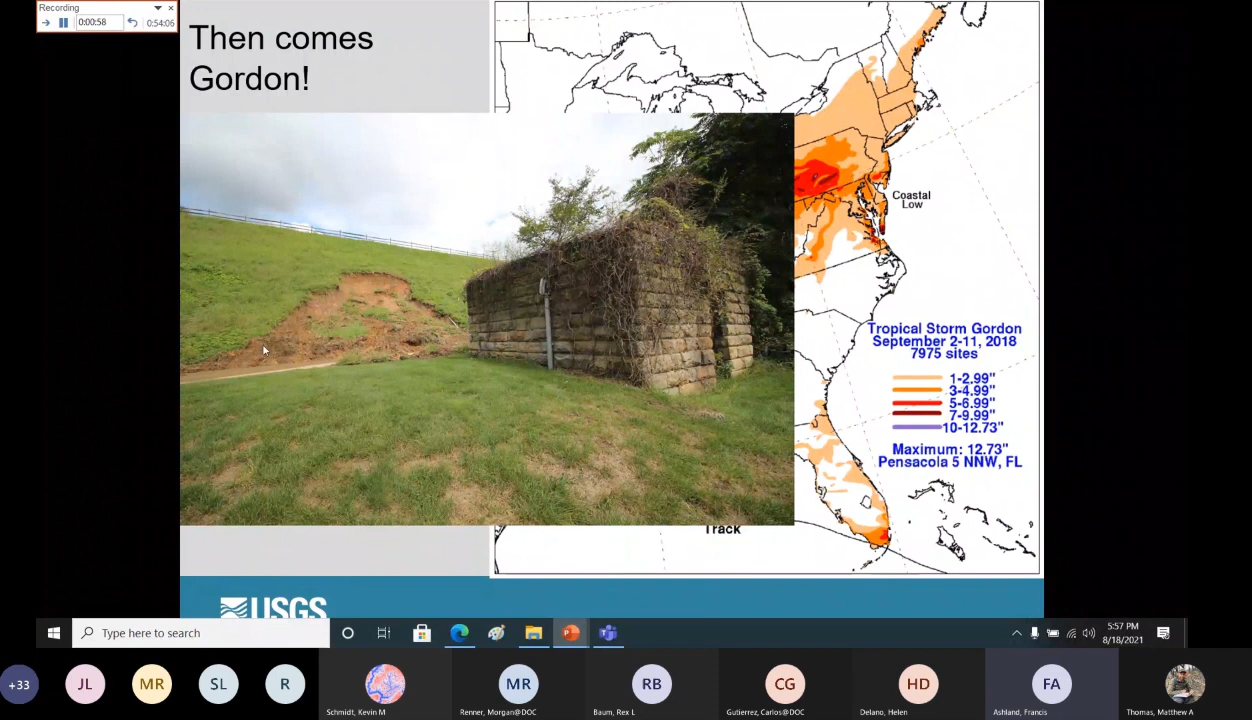 Recording
0:00:58
0:54:06
Then comes
Gordon!
Coastal
Low
Tropical Storm Gordon
September 2-11, 2018
7975 sites
1-2.99"
3-4.99"
5-6.99"
7-9.99"
10-12.73"
Maximum: 12.73"
Pensacola 5 NNW, FL
Track
USGS
Type here to search
5:57 PM
8/18/2021
+33
JL
MR
SL
R
MR
RB
CG
HD
FA
Schmidt, Kevin M
Renner, Morgan@DOC
Baum, Rex L
Gutierrez, Carlos@DOC
Delano, Helen
Ashland, Francis
Thomas, Matthew A